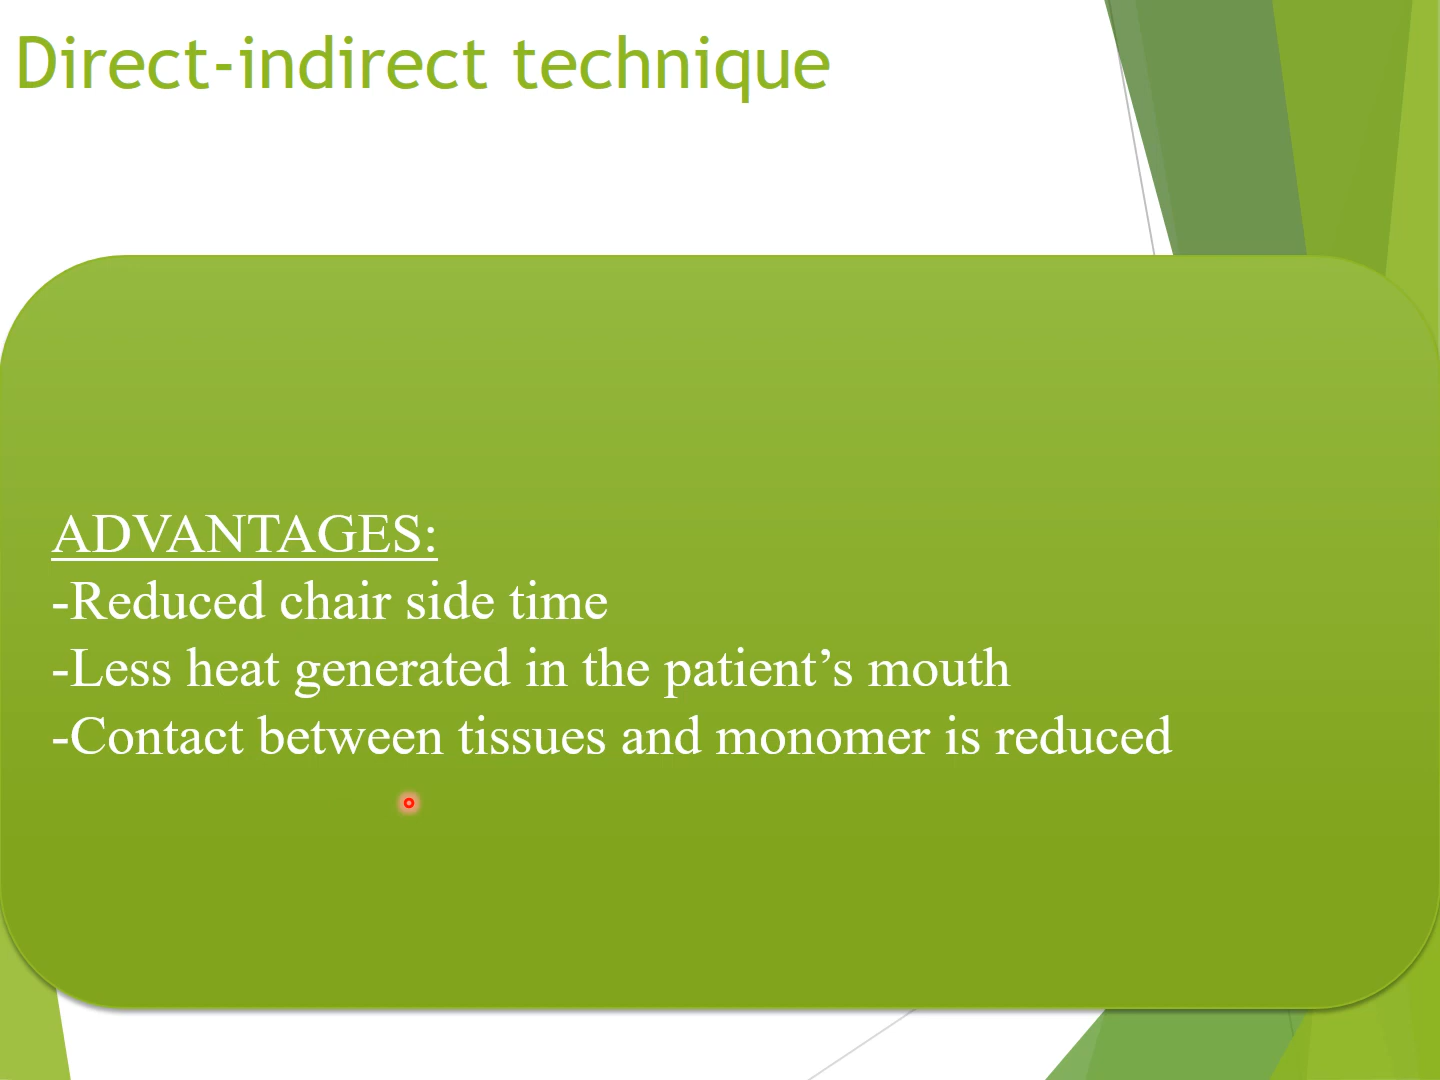 Direct-indirect technique
ADVANTAGES:
-Reduced chair side time
-Less heat generated in the patient’s mouth
-Contact between tissues and monomer is reduced